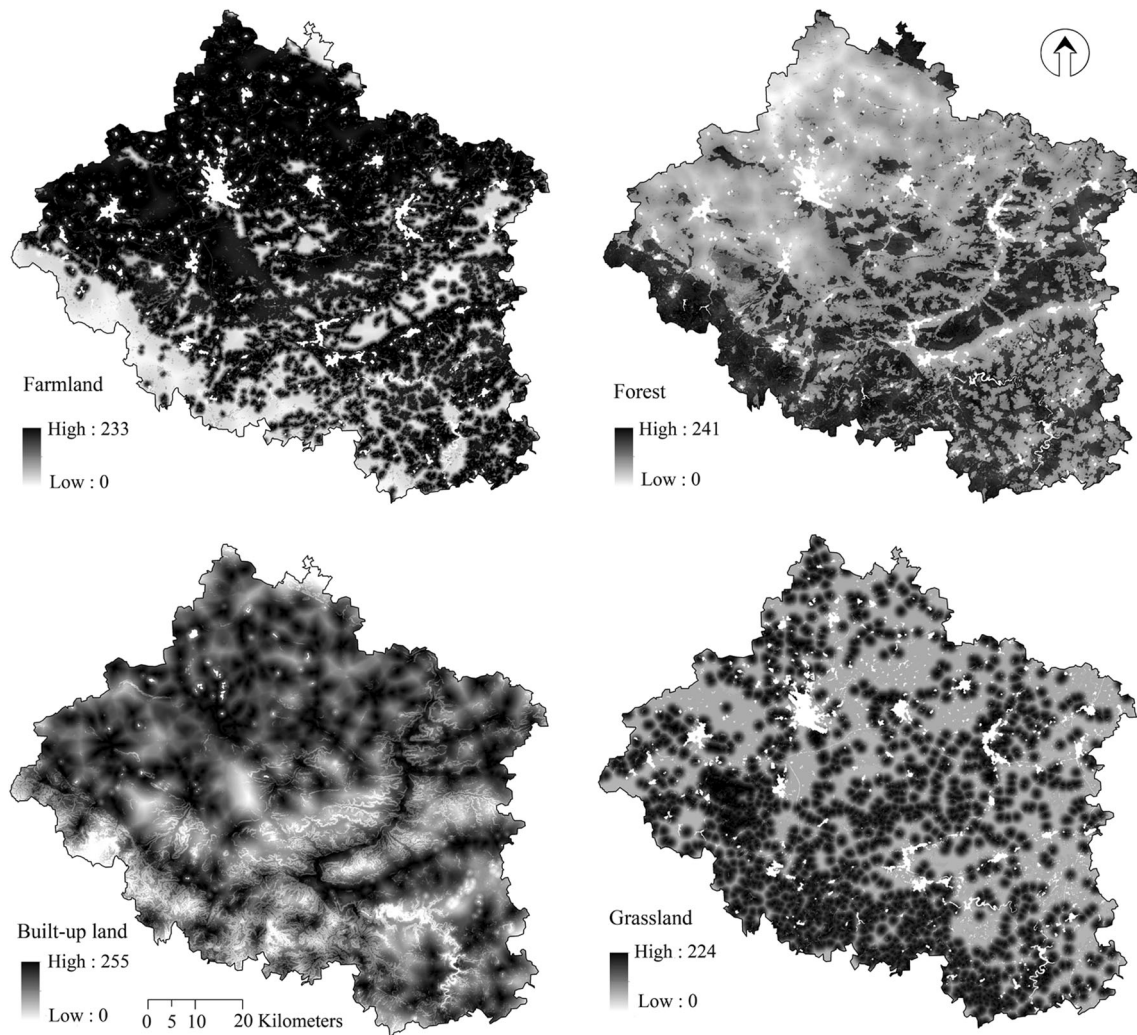 Farmland
High : 233
Low : 0
Forest
High : 241
Low : 0
Built-up land
High : 255
Low : 0
0 5 10 20 Kilometers
Grassland
High : 224
Low : 0